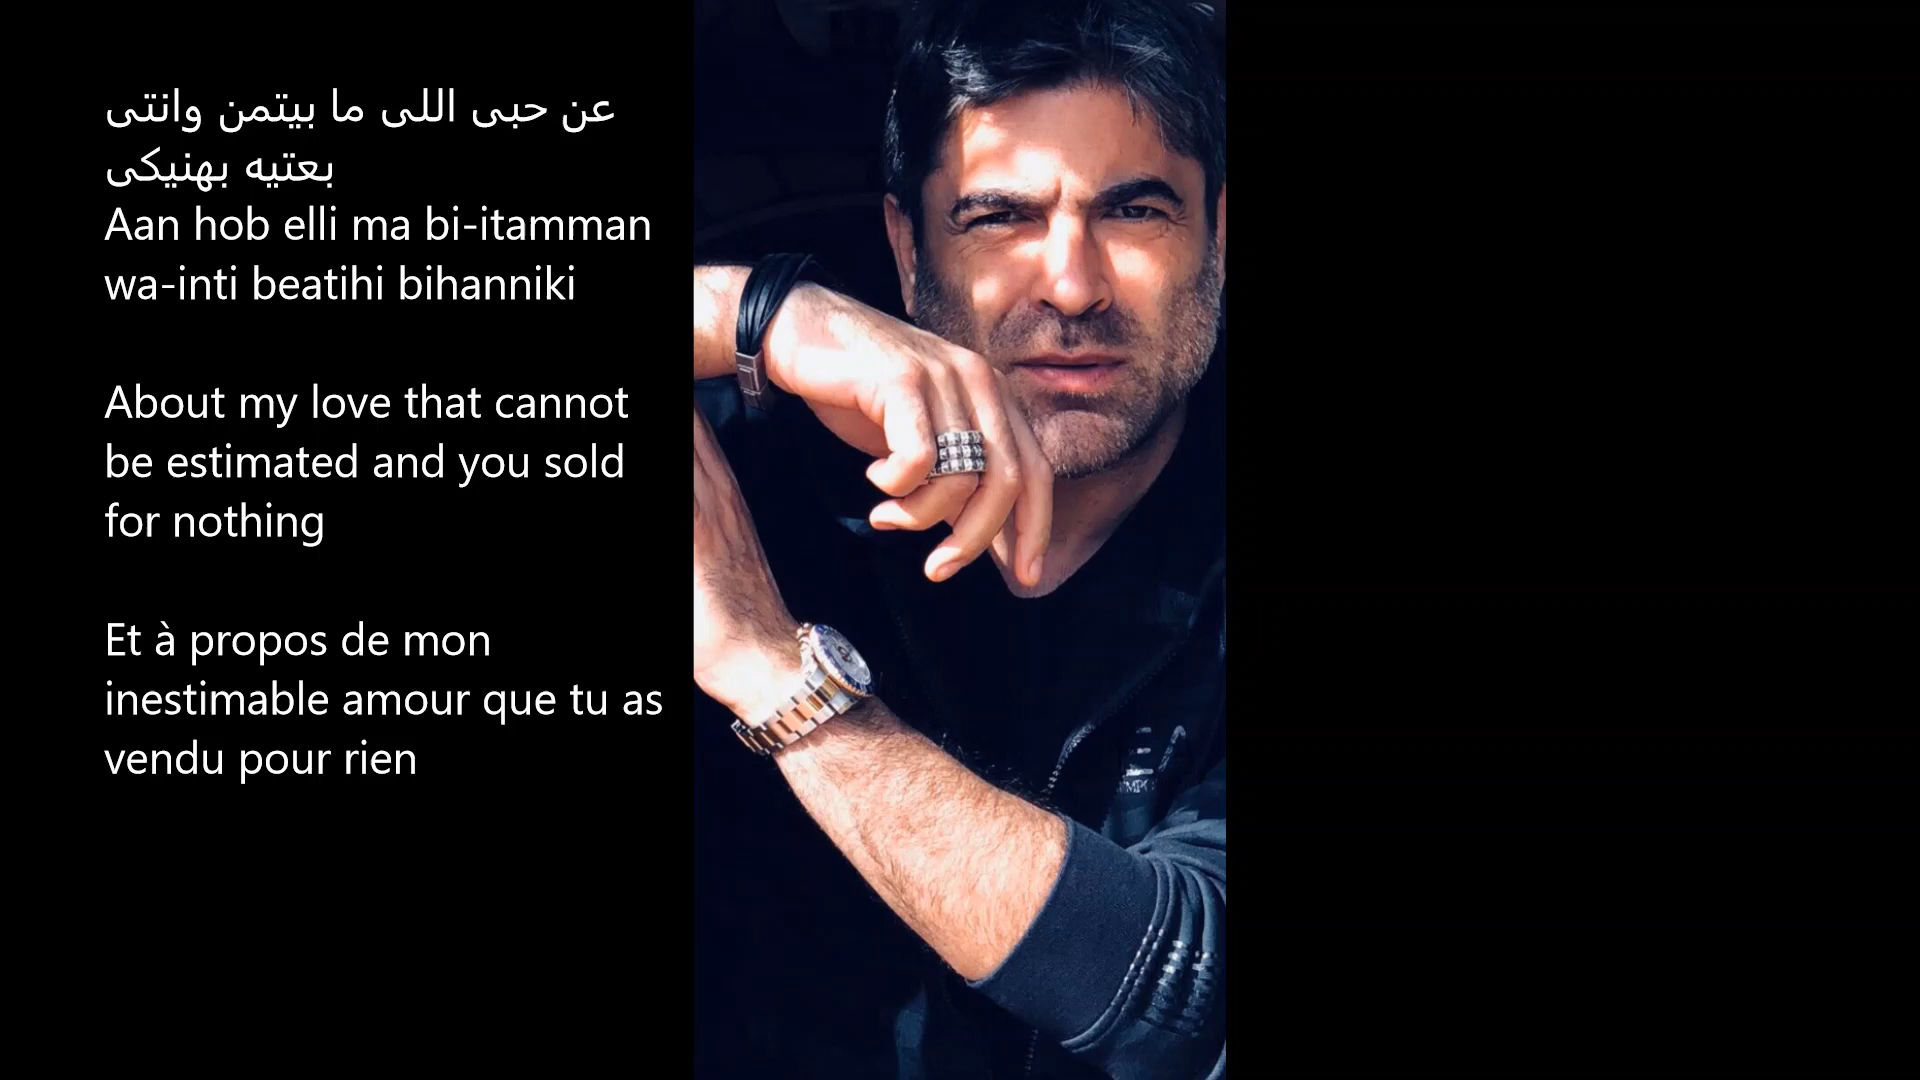 عن حبى اللى ما بيتمن وانتى
بعتيه بهنيكى
Aan hob elli ma bi-itamman
wa-inti beatihi bihanniki
About my love that cannot
be estimated and you sold
for nothing
Et à propos de mon
inestimable amour que tu as
vendu pour rien